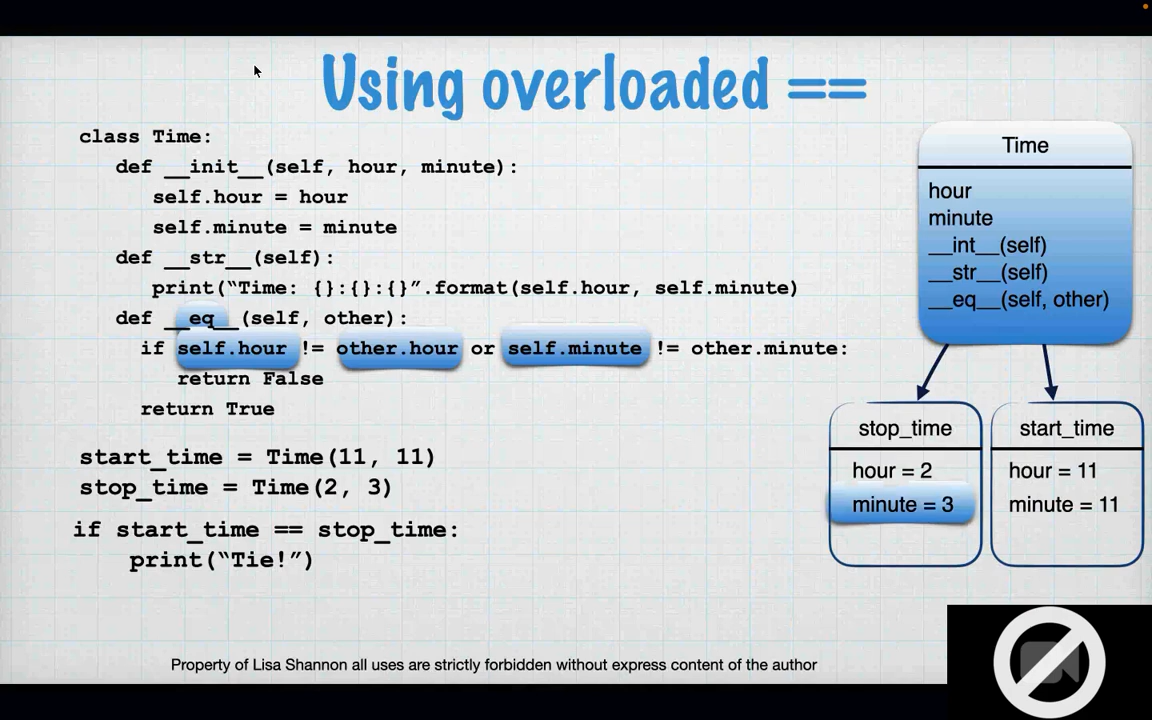 Using overloaded ==
class Time:
def __init__(self, hour, minute):
self.hour = hour
self.minute = minute
def __str__(self):
print(“Time: {}:{}:{}”.format(self.hour, self.minute)
def __eq__(self, other):
if self.hour != other.hour or self.minute != other.minute:
return False
return True
start_time = Time(11, 11)
stop_time = Time(2, 3)
if start_time == stop_time:
print(“Tie!”)
Time
hour
minute
__int__(self)
__str__(self)
__eq__(self, other)
stop_time
hour = 2
minute = 3
start_time
hour = 11
minute = 11
Property of Lisa Shannon all uses are strictly forbidden without express content of the author